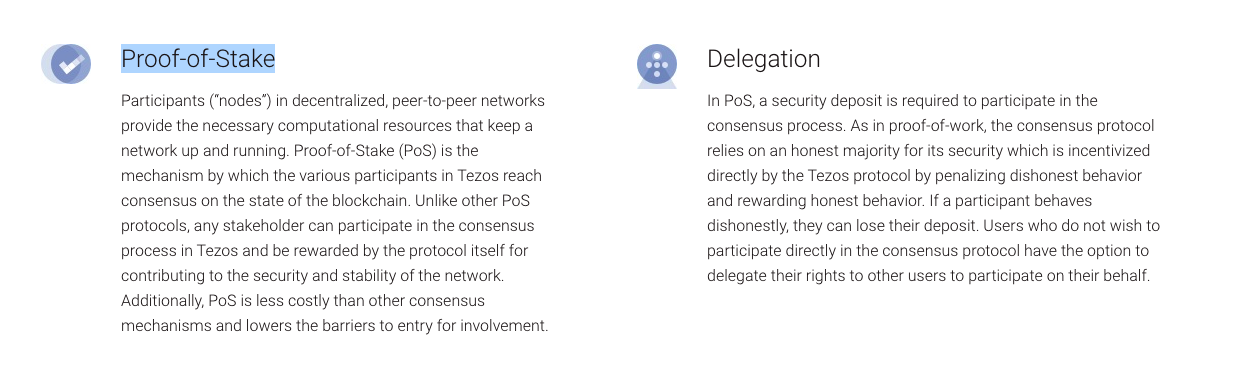 Proof-of-Stake
Participants (“nodes”) in decentralized, peer-to-peer networks
provide the necessary computational resources that keep a
network up and running. Proof-of-Stake (PoS) is the
mechanism by which the various participants in Tezos reach
consensus on the state of the blockchain. Unlike other PoS
protocols, any stakeholder can participate in the consensus
process in Tezos and be rewarded by the protocol itself for
contributing to the security and stability of the network.
Additionally, PoS is less costly than other consensus
mechanisms and lowers the barriers to entry for involvement.
Delegation
In PoS, a security deposit is required to participate in the
consensus process. As in proof-of-work, the consensus protocol
relies on an honest majority for its security which is incentivized
directly by the Tezos protocol by penalizing dishonest behavior
and rewarding honest behavior. If a participant behaves
dishonestly, they can lose their deposit. Users who do not wish to
participate directly in the consensus protocol have the option to
delegate their rights to other users to participate on their behalf.